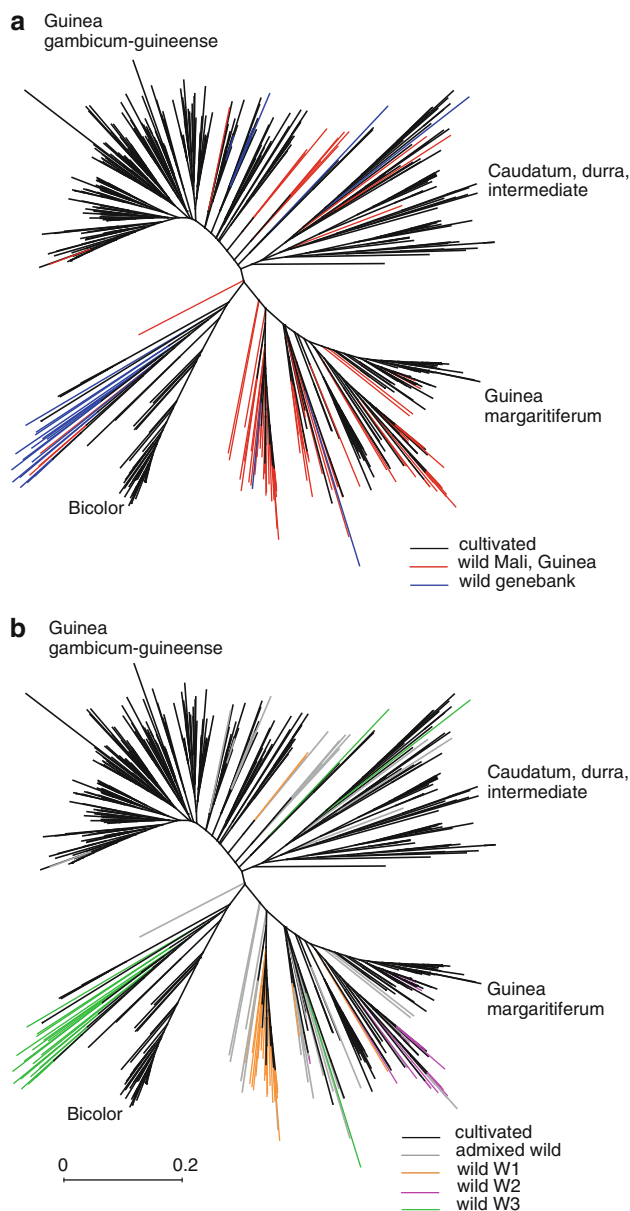 a
Guinea
gambicum-guineense
Caudatum, durra,
intermediate
Guinea
margaritiferum
Bicolor
cultivated
wild Mali, Guinea
wild genebank
b
Guinea
gambicum-guineense
Caudatum, durra,
intermediate
Guinea
margaritiferum
Bicolor
cultivated
admixed wild
wild W1
wild W2
wild W3
0 0.2